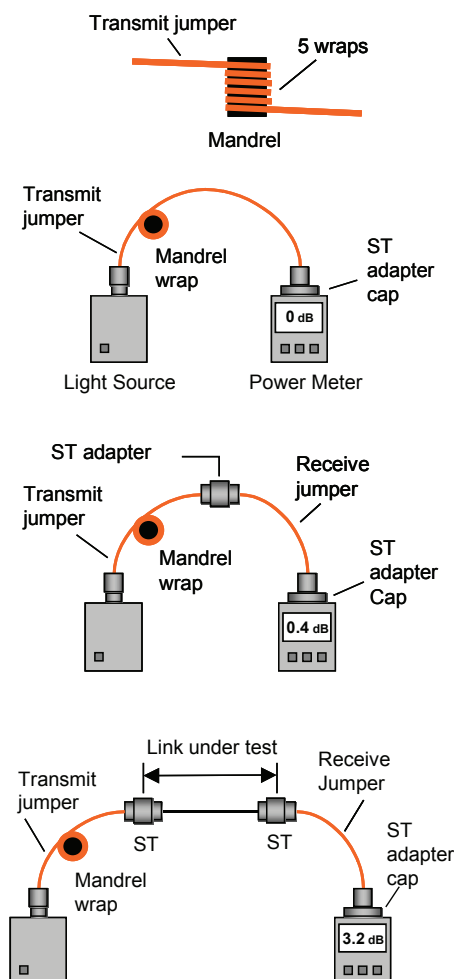 Transmit jumper
5 wraps
Mandrel
Transmit
jumper
Mandrel
wrap
ST
adapter
cap
0 dB
Light Source
Power Meter
ST adapter
Transmit
jumper
Receive
jumper
Mandrel
wrap
ST
adapter
Cap
0.4 dB
Link under test
Transmit
jumper
Receive
Jumper
ST
ST
Mandrel
wrap
ST
adapter
cap
3.2 dB